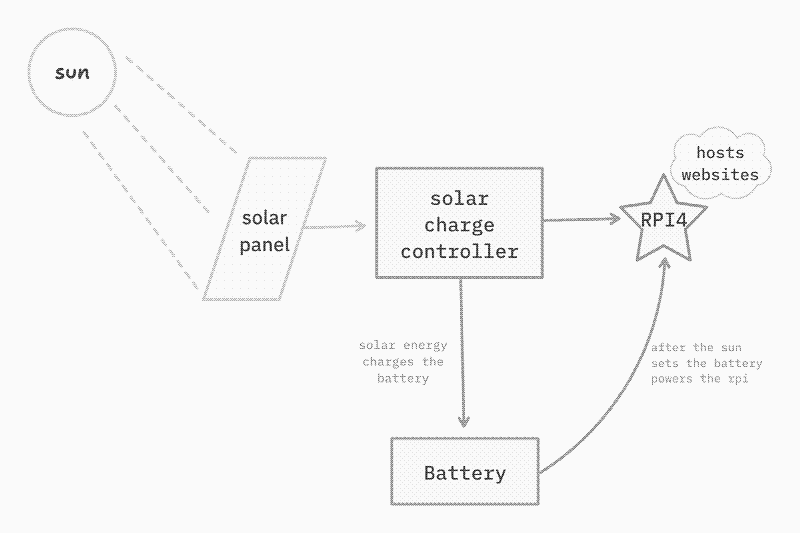 sun
hosts
websites
solar
panel
solar
charge
controller
RPI4
solar energy
charges the
battery
after the sun
sets the battery
powers the rpi
Battery